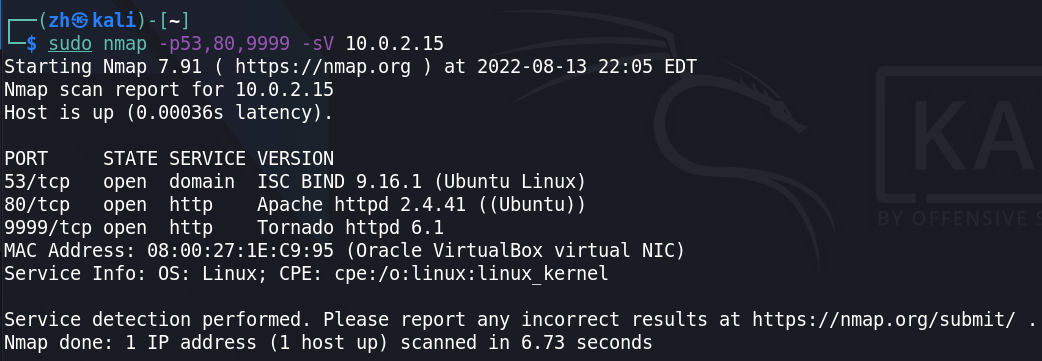 ┌──(zh㉿kali)-[~]
└─$ sudo nmap -p53,80,9999 -sV 10.0.2.15
Starting Nmap 7.91 ( https://nmap.org ) at 2022-08-13 22:05 EDT
Nmap scan report for 10.0.2.15
Host is up (0.00036s latency).
PORT     STATE SERVICE VERSION
53/tcp   open  domain  ISC BIND 9.16.1 (Ubuntu Linux)
80/tcp   open  http    Apache httpd 2.4.41 ((Ubuntu))
9999/tcp open  http    Tornado httpd 6.1
MAC Address: 08:00:27:1E:C9:95 (Oracle VirtualBox virtual NIC)
Service Info: OS: Linux; CPE: cpe:/o:linux:linux_kernel
Service detection performed. Please report any incorrect results at https://nmap.org/submit/ .
Nmap done: 1 IP address (1 host up) scanned in 6.73 seconds
KA
BY OFFENSIVE S